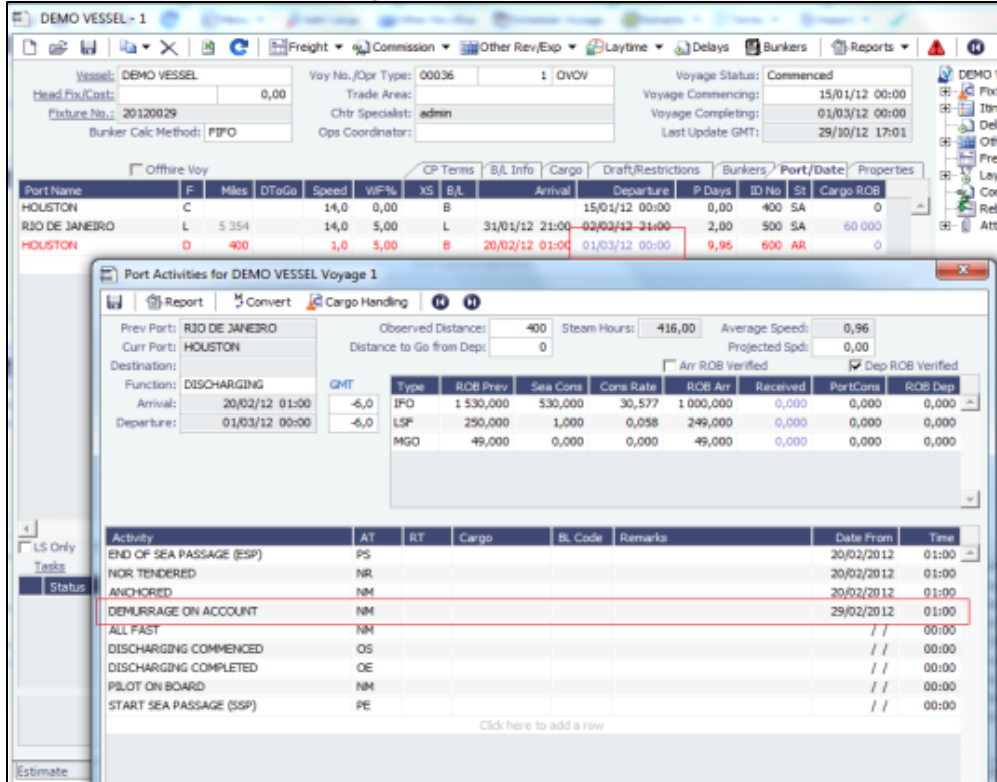 DEMO VESSEL - 1
Freight Commission Other Rev/Exp Laytime Delays Bunkers Reports
Vessel: DEMO VESSEL Voy No./Opr Type: 00036 1 OVOV Voyage Status: Commenced
Head Fix/Cost: 0,00 Trade Area: Voyage Commencing: 15/01/12 00:00
Fixture No.: 20120029 Chtr Specialist: admin Voyage Completing: 01/03/12 00:00
Bunker Calc Method: FIFO Ops Coordinator: Last Update GMT: 29/10/12 17:01
Offhire Voy CP Terms B/L Info Cargo Draft/Restrictions Bunkers Port/Date Properties
Port Name F Miles DToGo Speed WF% XS B/L Arrival Departure P Days ID No St Cargo ROB
HOUSTON C 14,0 0,00 B 15/01/12 00:00 0,00 400 SA 0
RIO DE JANEIRO L 5 354 14,0 5,00 L 31/01/12 21:00 02/02/12 21:00 2,00 500 SA 60 000
HOUSTON D 400 1,0 5,00 B 20/02/12 01:00 01/03/12 00:00 9,96 600 AR 0
Port Activities for DEMO VESSEL Voyage 1
Report Convert Cargo Handling
Prev Port: RIO DE JANEIRO Observed Distance: 400 Steam Hours: 416,00 Average Speed: 0,96
Curr Port: HOUSTON Distance to Go from Dep: 0 Projected Spd: 0,00
Destination: Arr ROB Verified Dep ROB Verified
Function: DISCHARGING GMT Type ROB Prev Sea Cons Cons Rate ROB Arr Received PortCons ROB Dep
Arrival: 20/02/12 01:00 -6,0 IFO 1 530,000 530,000 30,577 1 000,000 0,000 0,000 0,000
Departure: 01/03/12 00:00 -6,0 LSF 250,000 1,000 0,058 249,000 0,000 0,000 0,000
MGO 49,000 0,000 0,000 49,000 0,000 0,000 0,000
Activity AT RT Cargo BL Code Remarks Date From Time
END OF SEA PASSAGE (ESP) PS 20/02/2012 01:00
NOR TENDERED NR 20/02/2012 01:00
ANCHORED NM 20/02/2012 01:00
DEMURRAGE ON ACCOUNT NM 29/02/2012 01:00
ALL FAST NM / / 00:00
DISCHARGING COMMENCED OS / / 00:00
DISCHARGING COMPLETED OE / / 00:00
PILOT ON BOARD NM / / 00:00
START SEA PASSAGE (SSP) PE / / 00:00
Click here to add a row
LS Only
Tasks
Status
Estimate